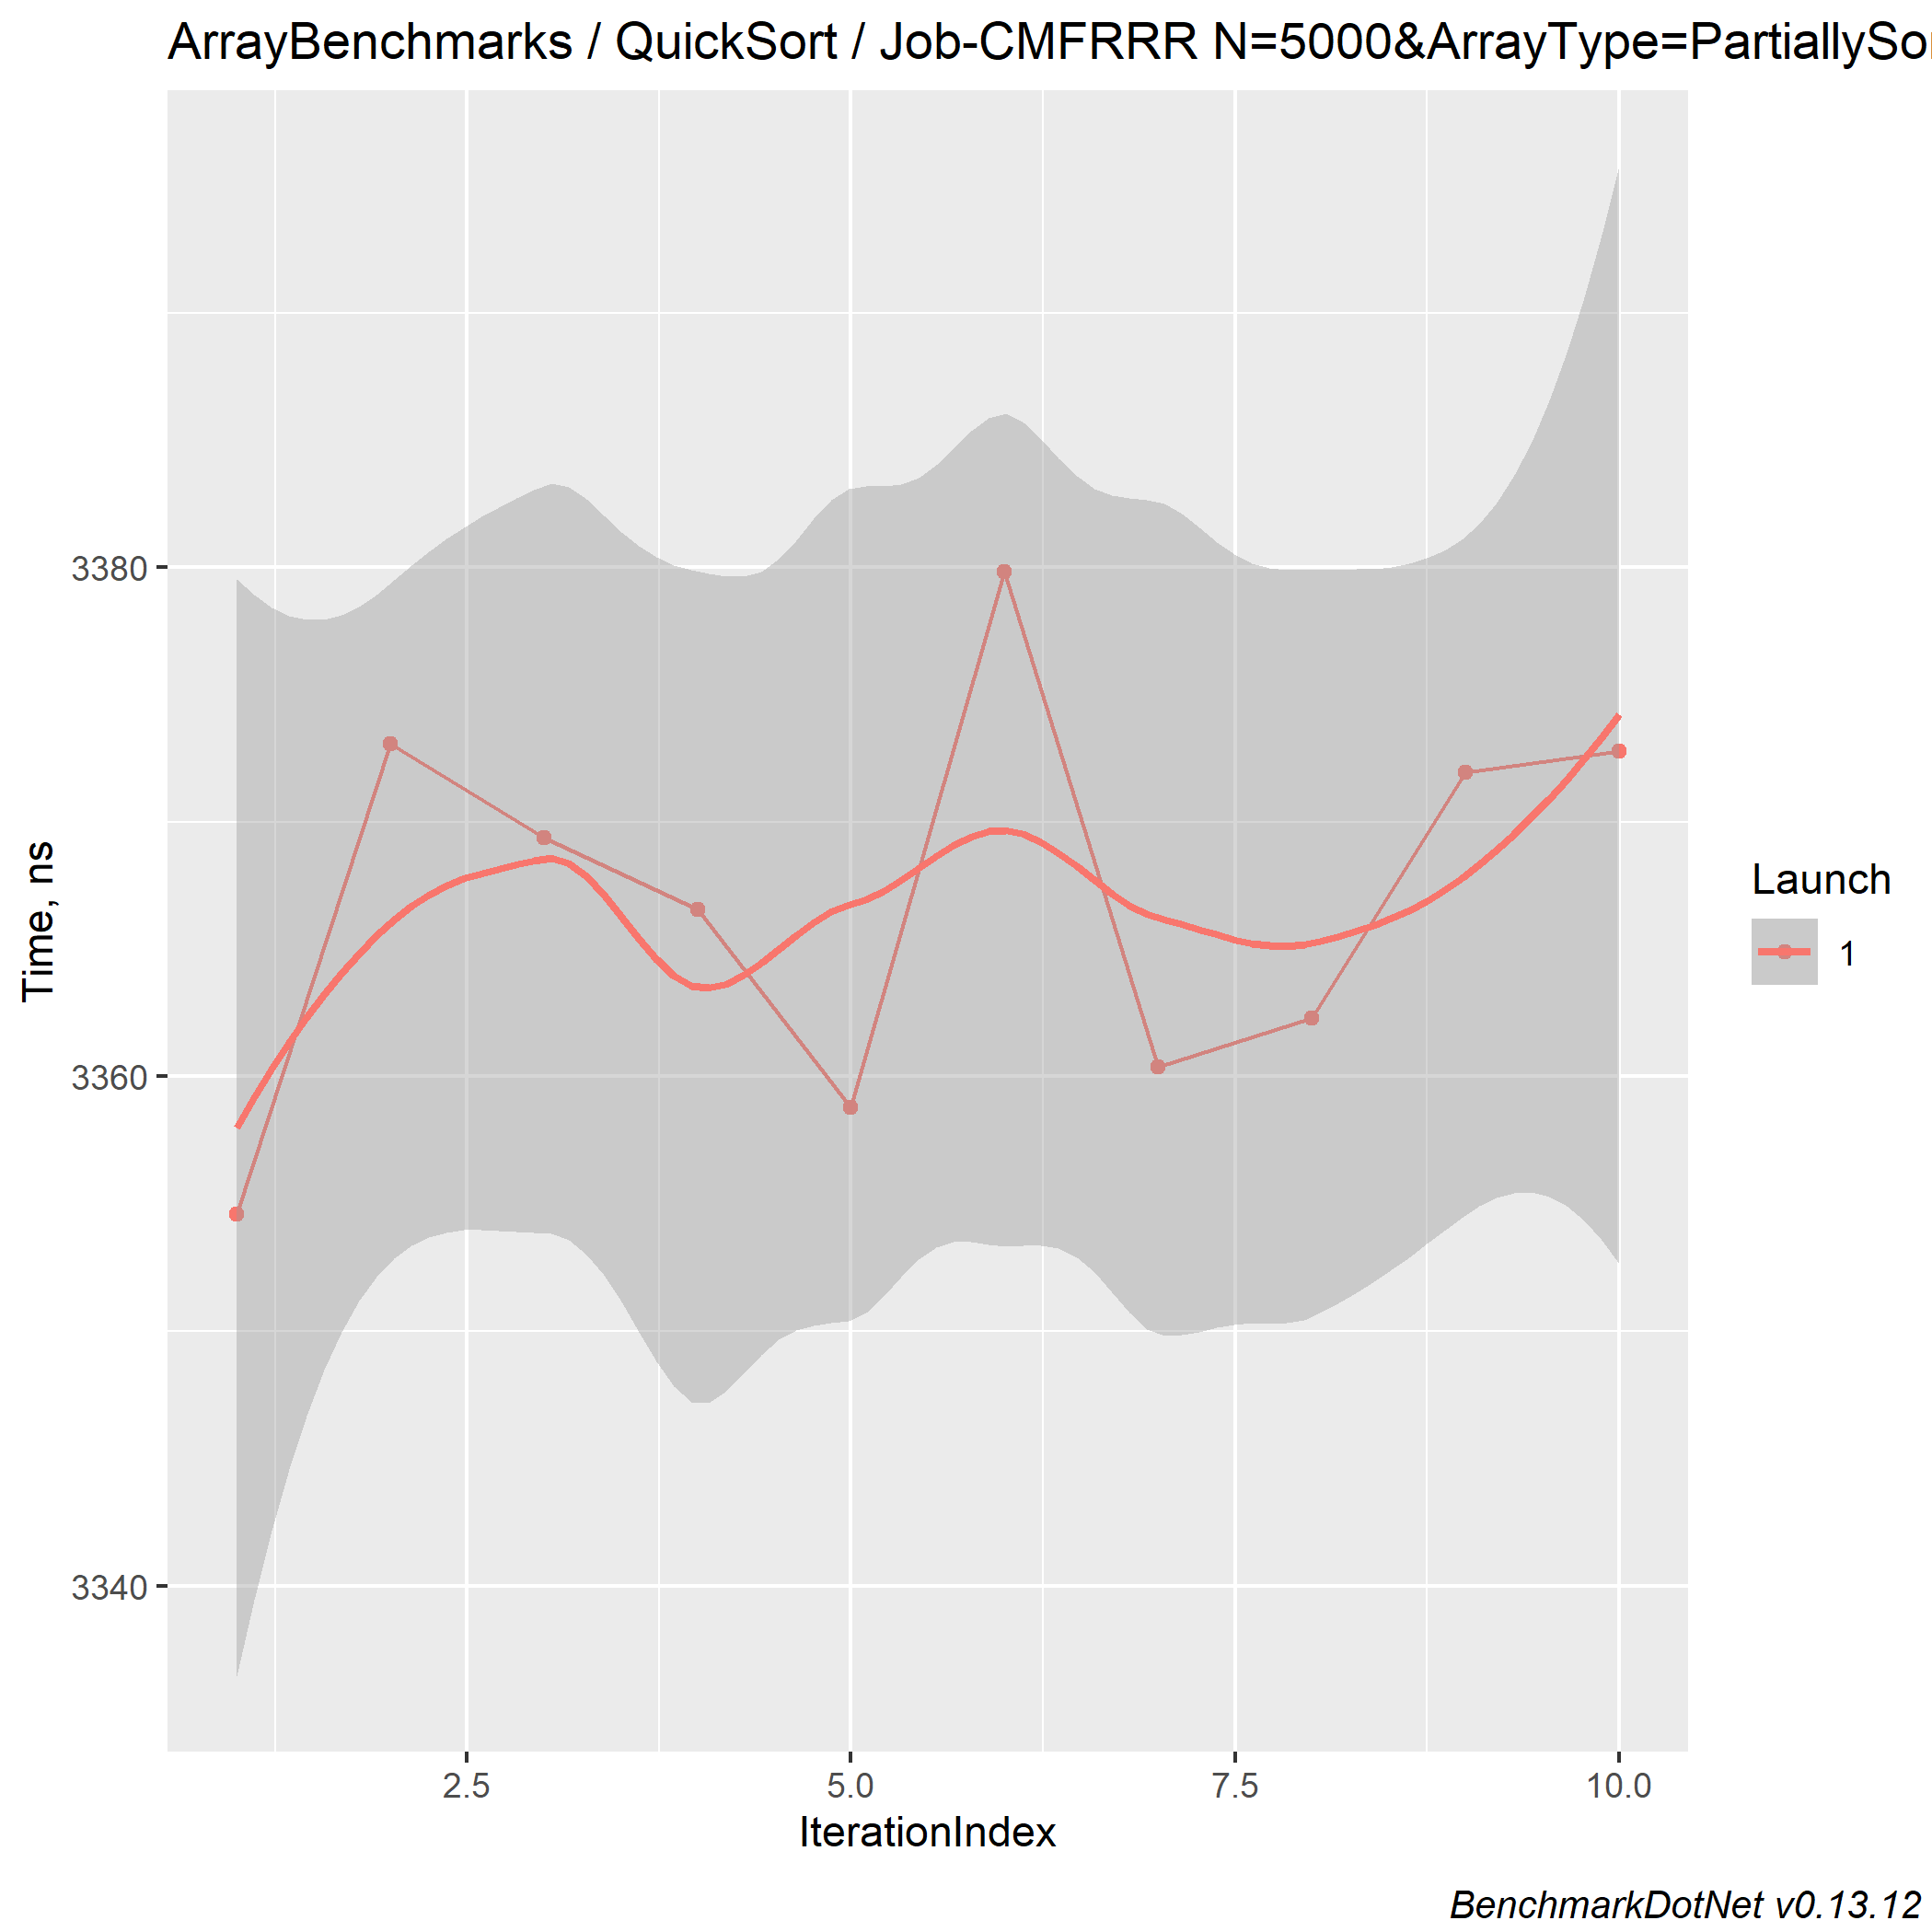 ArrayBenchmarks / QuickSort / Job-CMFRRR N=5000&ArrayType=PartiallySor
3380
3360
3340
Time, ns
2.5 5.0 7.5 10.0
IterationIndex
Launch
1
BenchmarkDotNet v0.13.12